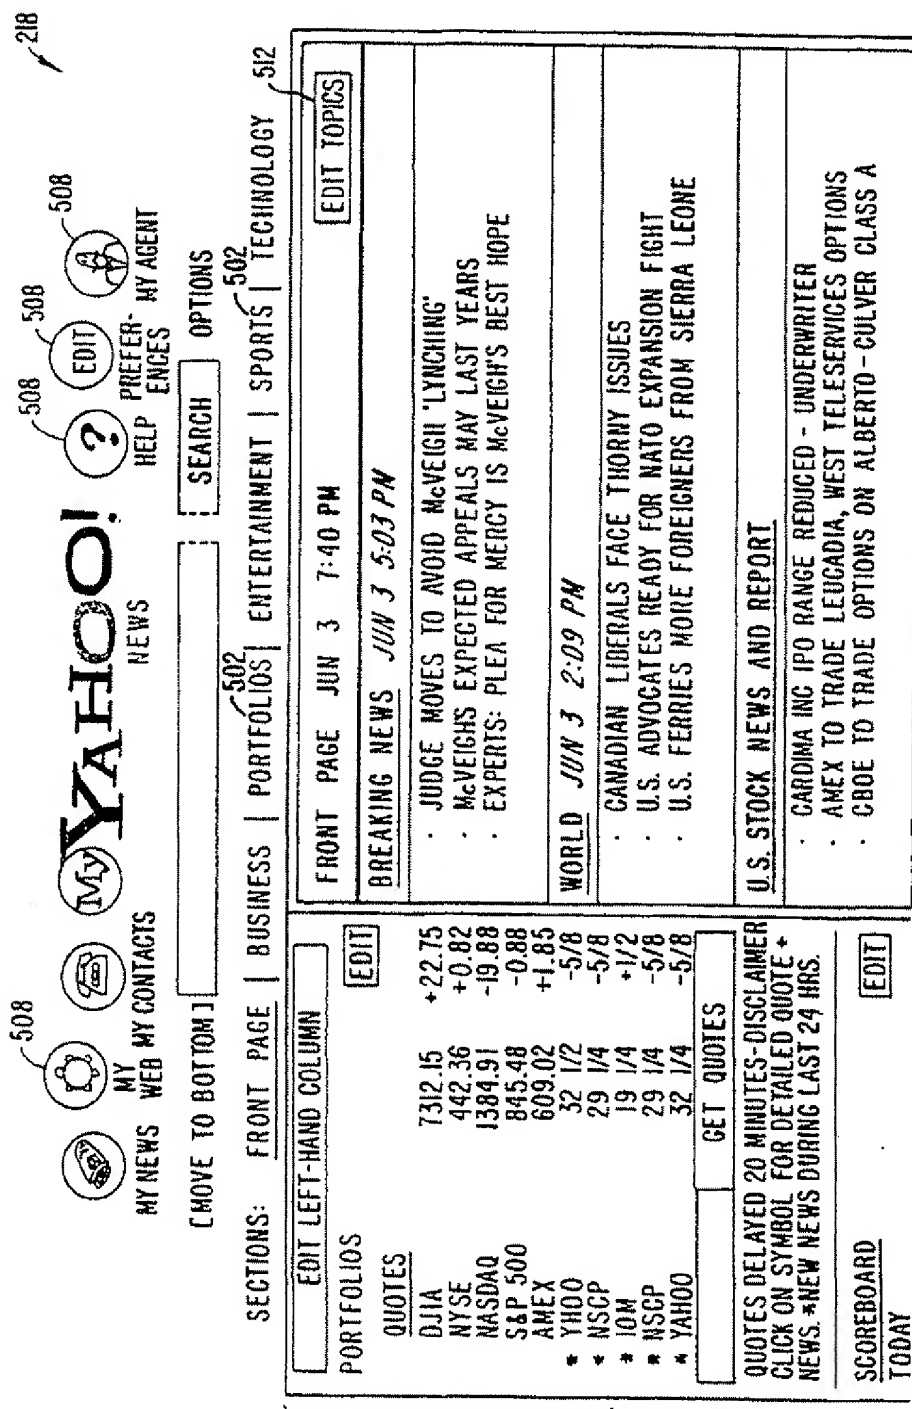 218
508
508 508 508
My YAHOO!
NEWS
MY NEWS MY WEB MY CONTACTS
? HELP
EDIT PREFER-ENCES
MY AGENT
[MOVE TO BOTTOM] SEARCH OPTIONS
502 502
SECTIONS: FRONT PAGE | BUSINESS | PORTFOLIOS | ENTERTAINMENT | SPORTS | TECHNOLOGY
512
EDIT LEFT-HAND COLUMN
PORTFOLIOS EDIT
QUOTES
DJIA 7312.15 +22.75
NYSE 442.36 +0.82
NASDAQ 1384.91 -19.88
S&P 500 845.48 -0.88
AMEX 609.02 +1.85
* YHOO 32 1/2 -5/8
* NSCP 29 1/4 -5/8
* IOM 19 1/4 +1/2
* NSCP 29 1/4 -5/8
* YAHOO 32 1/4 -5/8
GET QUOTES
QUOTES DELAYED 20 MINUTES-DISCLAIMER
CLICK ON SYMBOL FOR DETAILED QUOTE +
NEWS. *NEW NEWS DURING LAST 24 HRS.
SCOREBOARD EDIT
TODAY
FRONT PAGE JUN 3 7:40 PM EDIT TOPICS
BREAKING NEWS JUN 3 5:03 PM
· JUDGE MOVES TO AVOID McVEIGH 'LYNCHING'
· McVEIGHS EXPECTED APPEALS MAY LAST YEARS
· EXPERTS: PLEA FOR MERCY IS McVEIGH'S BEST HOPE
WORLD JUN 3 2:09 PM
· CANADIAN LIBERALS FACE THORNY ISSUES
· U.S. ADVOCATES READY FOR NATO EXPANSION FIGHT
· U.S. FERRIES MORE FOREIGNERS FROM SIERRA LEONE
U.S. STOCK NEWS AND REPORT
· CARDIMA INC IPO RANGE REDUCED - UNDERWRITER
· AMEX TO TRADE LEUCADIA, WEST TELESERVICES OPTIONS
· CBOE TO TRADE OPTIONS ON ALBERTO-CULVER CLASS A